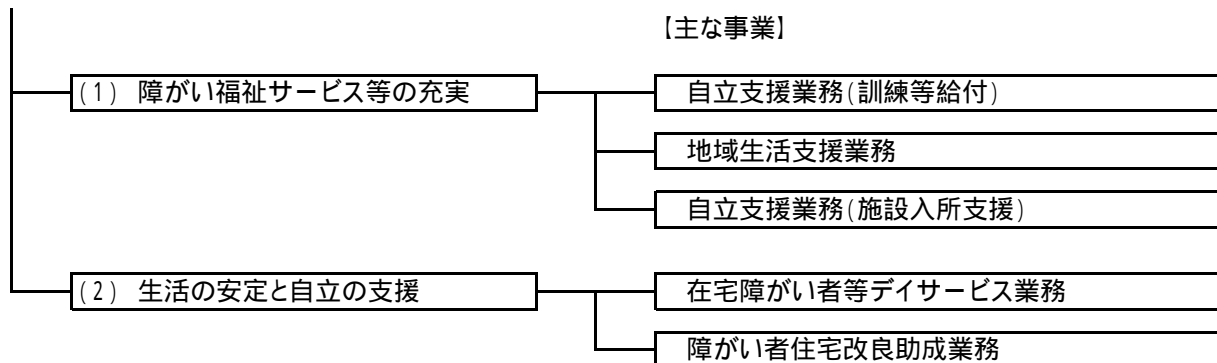 【主な事業】
(1) 障がい福祉サービス等の充実
自立支援業務(訓練等給付)
地域生活支援業務
自立支援業務(施設入所支援)
(2) 生活の安定と自立の支援
在宅障がい者等デイサービス業務
障がい者住宅改良助成業務